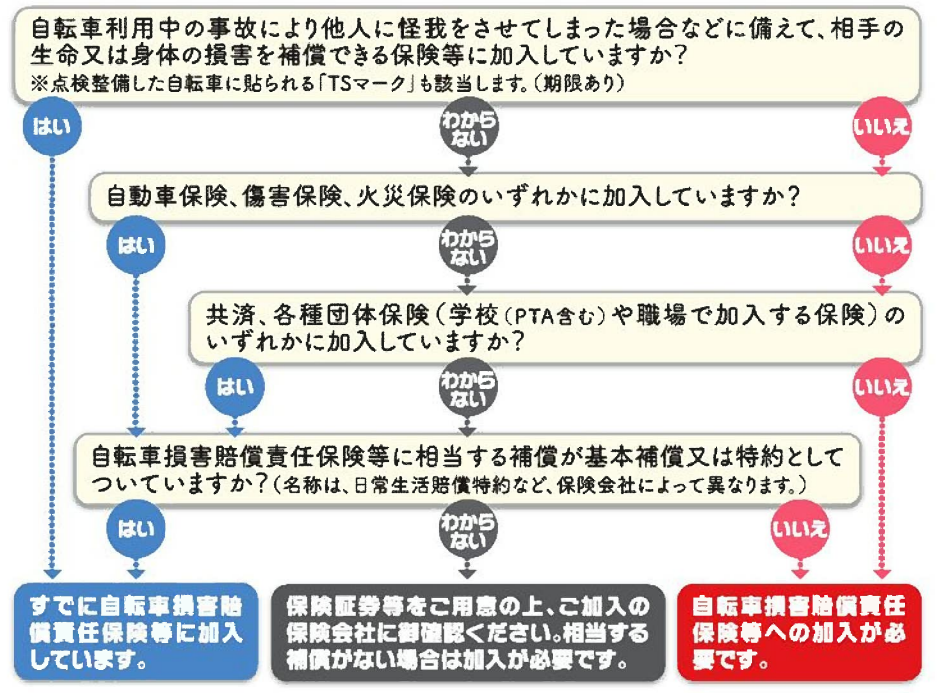 自転車利用中の事故により他人に怪我をさせてしまった場合などに備えて、相手の
生命又は身体の損害を補償できる保険等に加入していますか?
※点検整備した自転車に貼られる「TSマーク」も該当します。(期限あり)
はい
わから
ない
いいえ
自動車保険、傷害保険、火災保険のいずれかに加入していますか?
はい
わから
ない
いいえ
共済、各種団体保険(学校(PTA含む)や職場で加入する保険)の
いずれかに加入していますか?
はい
わから
ない
いいえ
自転車損害賠償責任保険等に相当する補償が基本補償又は特約として
ついていますか?(名称は、日常生活賠償特約など、保険会社によって異なります。)
はい
わから
ない
いいえ
すでに自転車損害賠
償責任保険等に加入
しています。
保険証券等をご用意の上、ご加入の
保険会社に御確認ください。相当する
補償がない場合は加入が必要です。
自転車損害賠償責任
保険等への加入が必
要です。